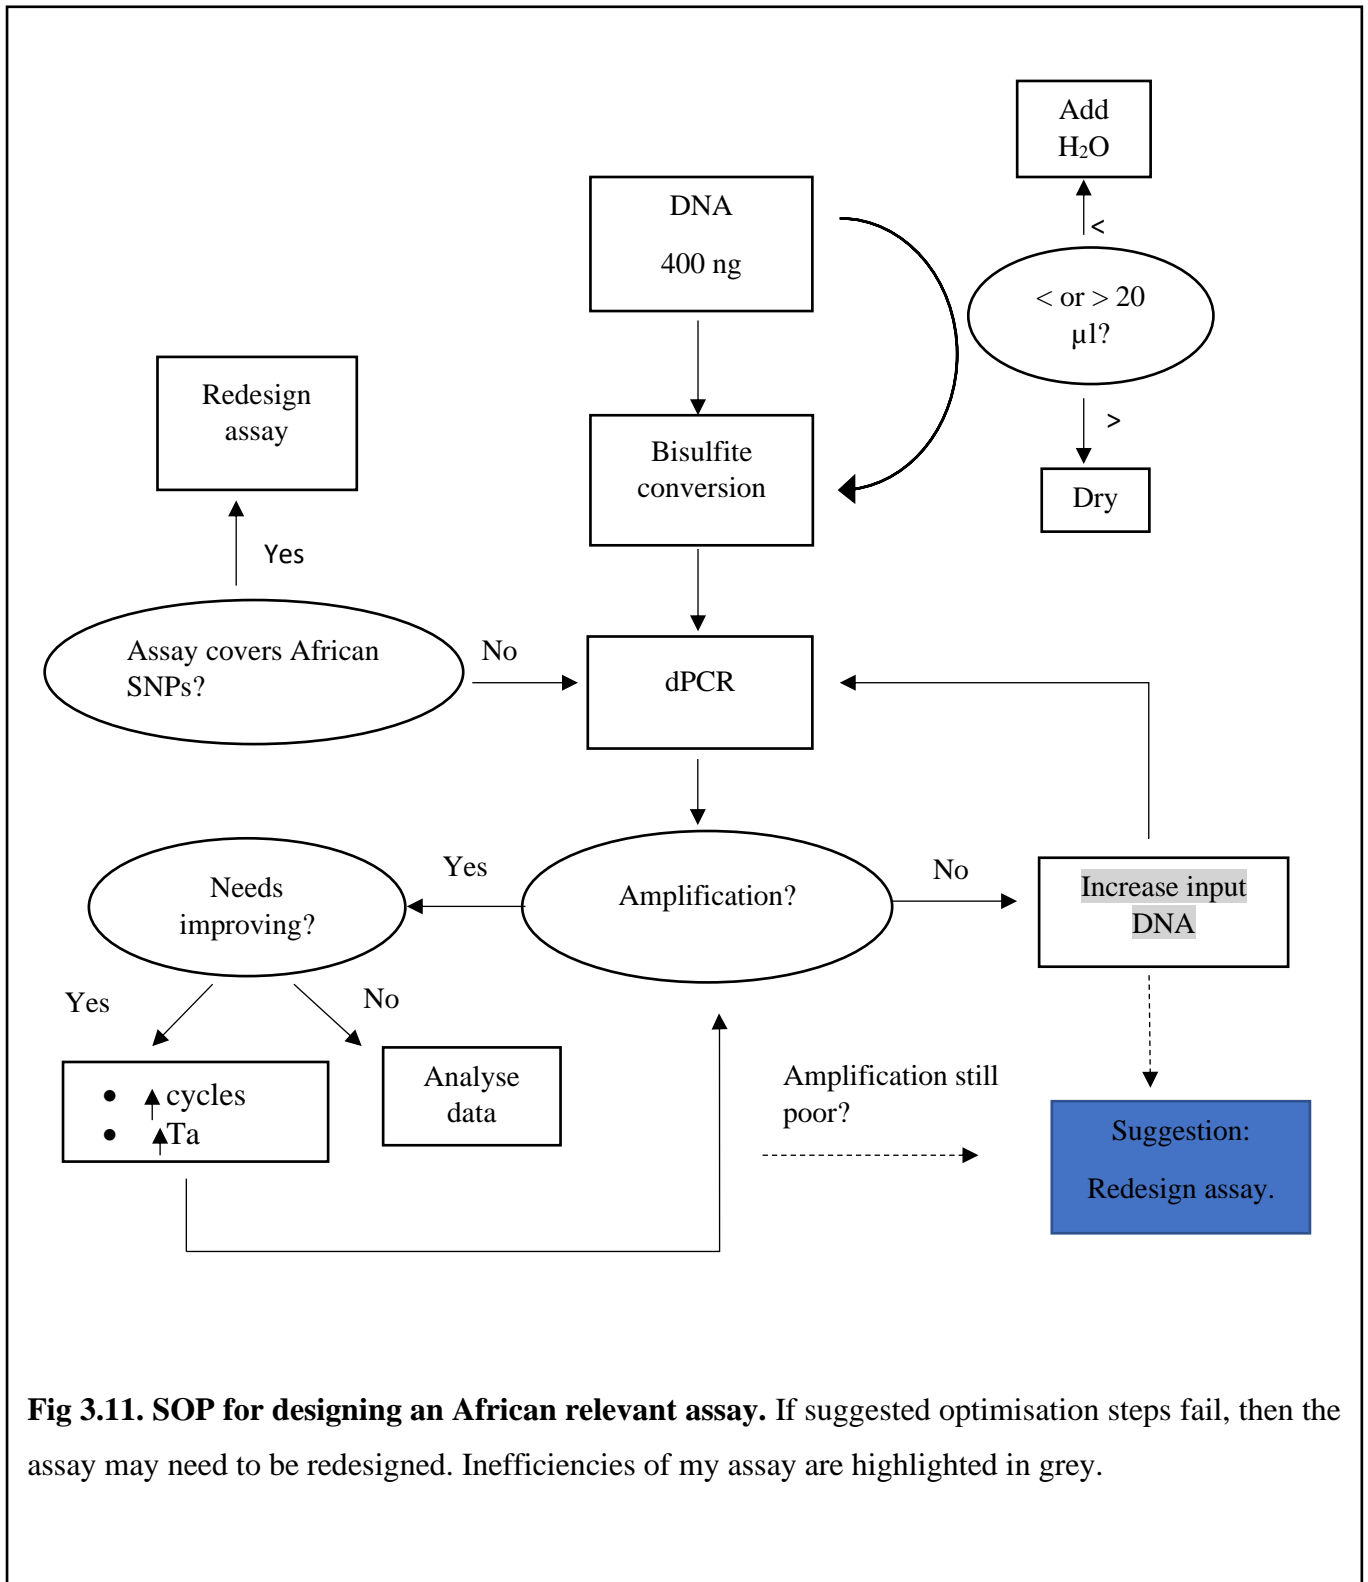 Add
H₂O
DNA
400 ng
<
< or > 20
µl?
>
Dry
Redesign
assay
Yes
Bisulfite
conversion
Assay covers African
SNPs?
No
dPCR
Needs
improving?
Yes
Amplification?
No
Increase input
DNA
Yes
No
• ↑ cycles
• ↑Ta
Analyse
data
Amplification still
poor?
Suggestion:
Redesign assay.
Fig 3.11. SOP for designing an African relevant assay. If suggested optimisation steps fail, then the
assay may need to be redesigned. Inefficiencies of my assay are highlighted in grey.